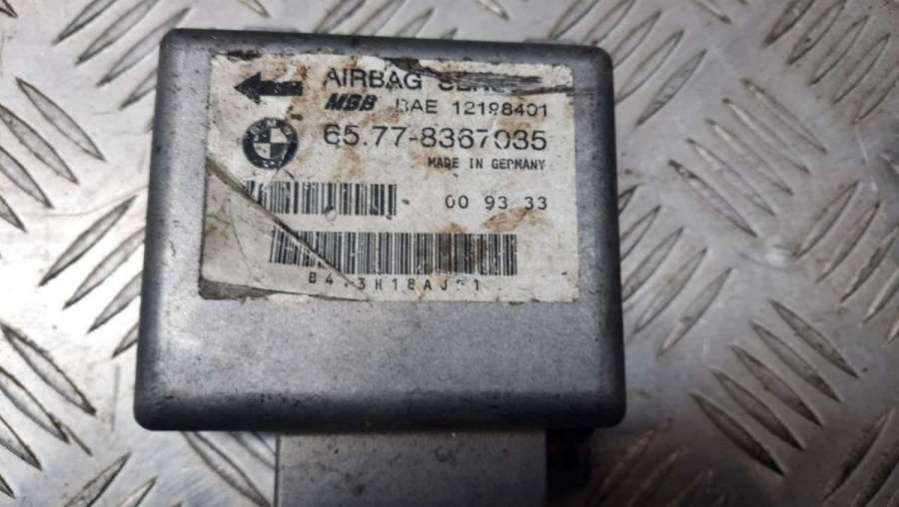 AIRBAG
MBB BAE 12198401
65.77-8367035
MADE IN GERMANY
00 93 33